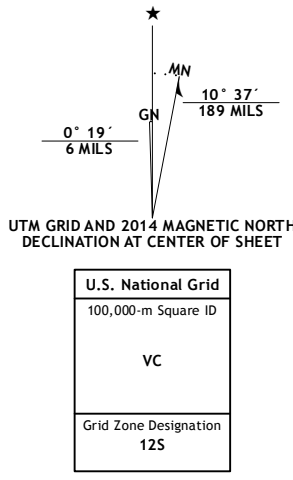 ★
MN
GN
10° 37´
189 MILS
0° 19´
6 MILS
UTM GRID AND 2014 MAGNETIC NORTH
DECLINATION AT CENTER OF SHEET
U.S. National Grid
100,000-m Square ID
VC
Grid Zone Designation
12S